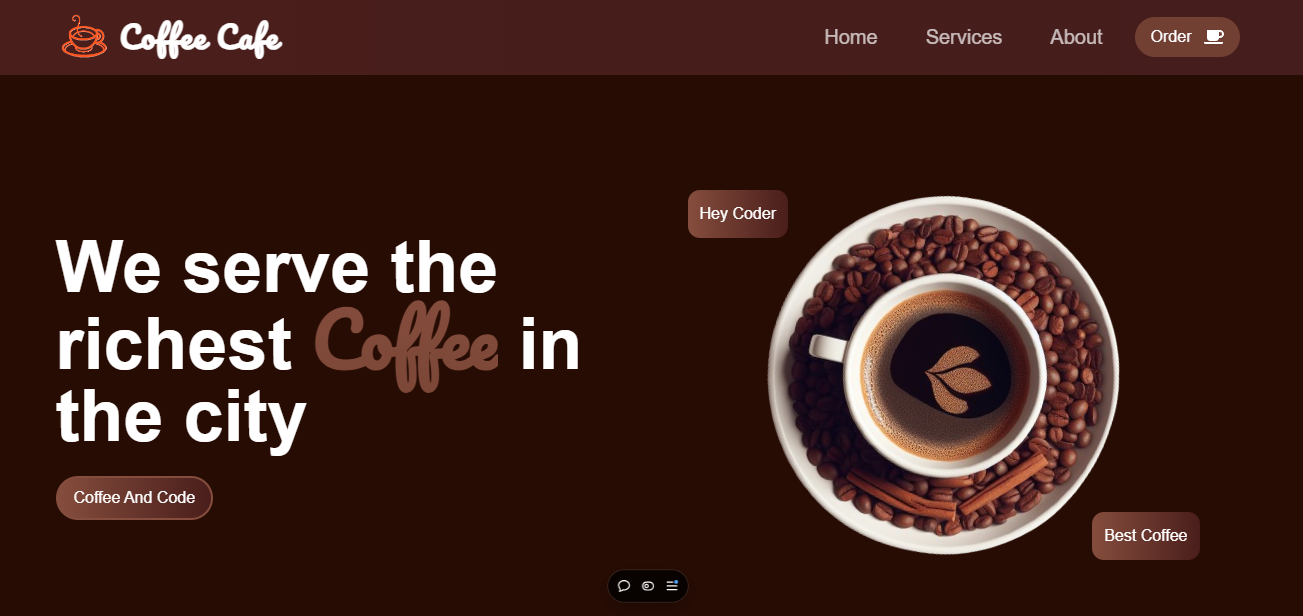 Coffee Cafe
Home
Services
About
Order
Hey Coder
We serve the
richest Coffee in
the city
Coffee And Code
Best Coffee